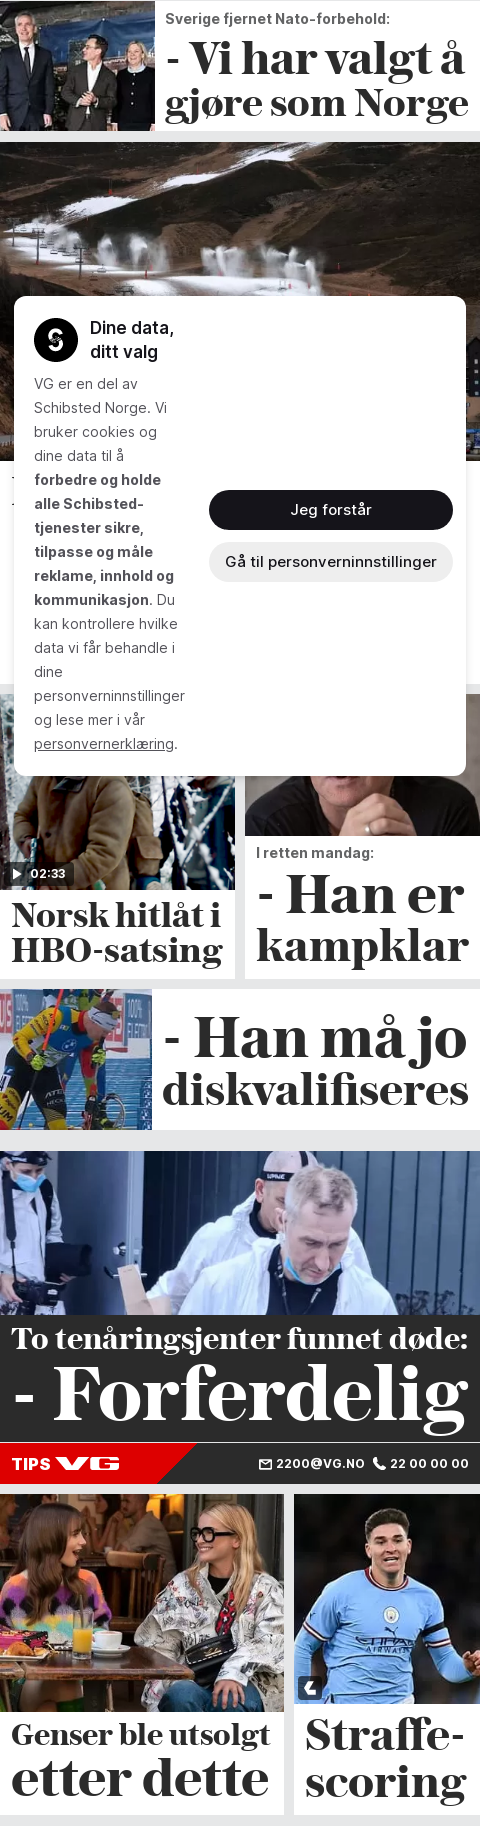 Sverige fjernet Nato-forbehold:
- Vi har valgt å
gjøre som Norge
Dine data,
ditt valg
VG er en del av
Schibsted Norge. Vi
bruker cookies og
dine data til å
forbedre og holde
alle Schibsted-
tjenester sikre,
tilpasse og måle
reklame, innhold og
kommunikasjon. Du
kan kontrollere hvilke
data vi får behandle i
dine
personverninnstillinger
og lese mer i vår
personvernerklæring.
Jeg forstår
Gå til personverninnstillinger
02:33
Norsk hitlåt i
HBO-satsing
I retten mandag:
- Han er
kampklar
- Han må jo
diskvalifiseres
To tenåringsjenter funnet døde:
- Forferdelig
TIPS VG
2200@VG.NO 22 00 00 00
Genser ble utsolgt
etter dette
Straffe-
scoring